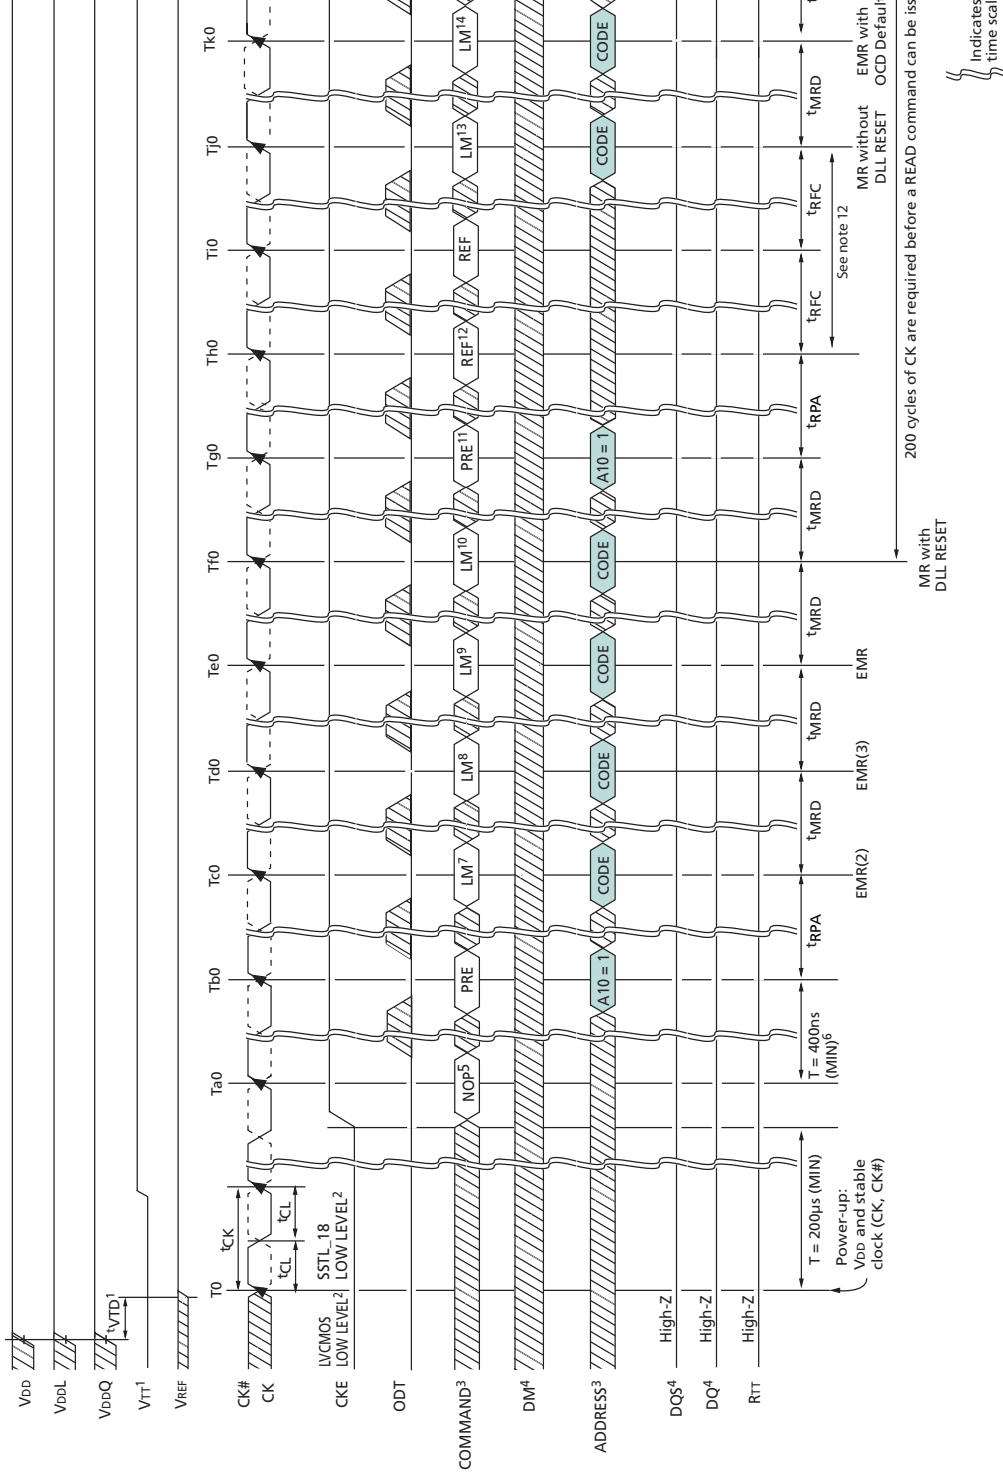 VDD
VDDL
VDDQ
tVTD1
VTT1
VREF
T0 Ta0 Tb0 Tc0 Td0 Te0 Tf0 Tg0 Th0 Ti0 Tj0 Tk0
tCK
CK#
CK
tCL tCL
LVCMOS
LOW LEVEL2
SSTL_18
LOW LEVEL2
CKE
ODT
COMMAND3 NOP5 PRE LM7 LM8 LM9 LM10 PRE11 REF12 REF LM13 LM14
DM4
ADDRESS3 A10 = 1 CODE CODE CODE CODE A10 = 1 CODE CODE
DQS4 High-Z
DQ4 High-Z
RTT High-Z
T = 200µs (MIN)
T = 400ns
(MIN)6
tRPA tMRD tMRD tMRD tMRD tRPA tRFC tRFC tMRD
See note 12
Power-up:
VDD and stable
clock (CK, CK#)
EMR(2) EMR(3) EMR
MR without
DLL RESET
EMR with
OCD Defaul
200 cycles of CK are required before a READ command can be iss
MR with
DLL RESET
Indicates
time scal